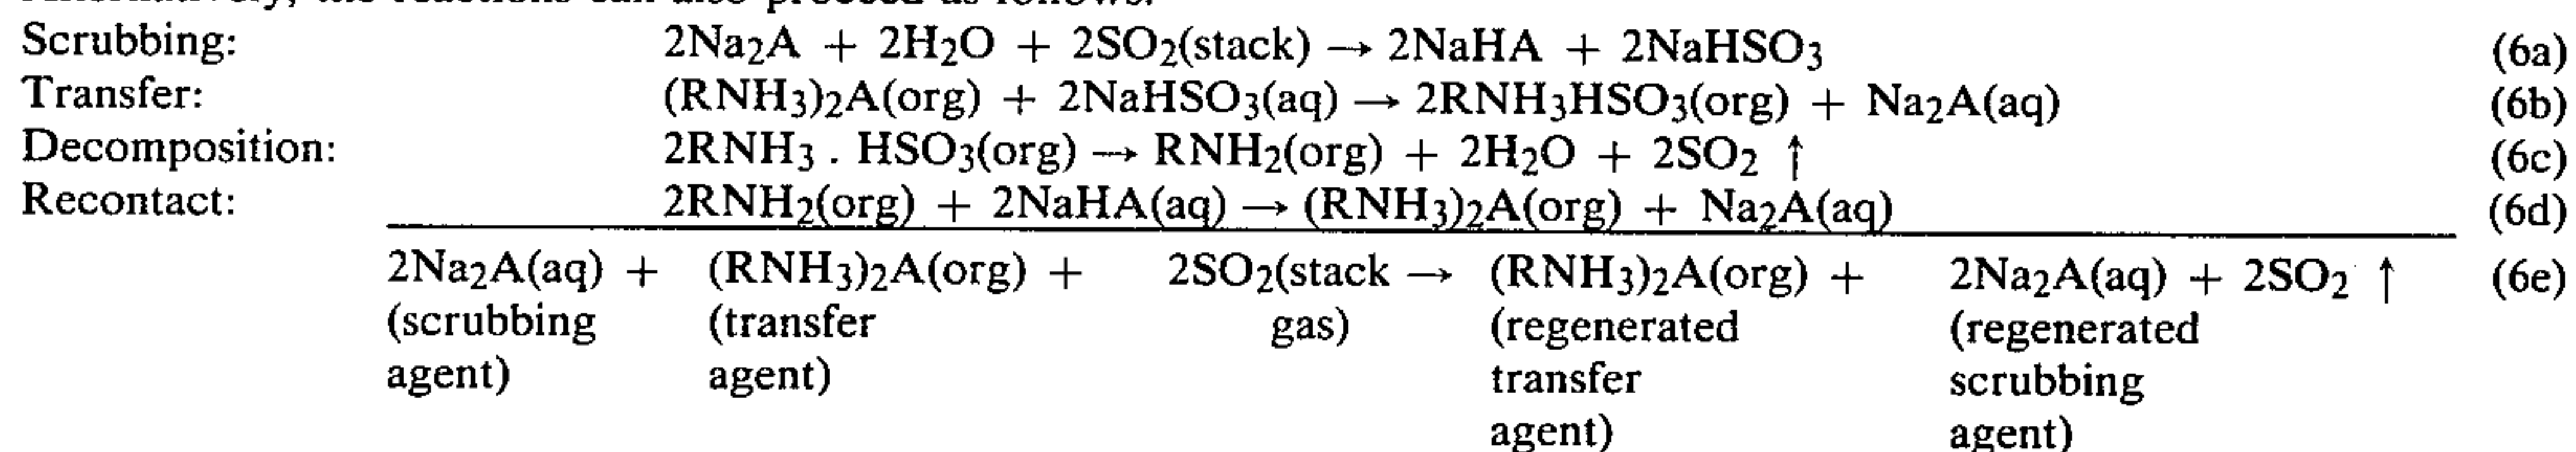 Alternatively, the reactions can also proceed as follows:
Scrubbing: 2Na₂A + 2H₂O + 2SO₂(stack) → 2NaHA + 2NaHSO₃ (6a)
Transfer: (RNH₃)₂A(org) + 2NaHSO₃(aq) → 2RNH₃HSO₃(org) + Na₂A(aq) (6b)
Decomposition: 2RNH₃ . HSO₃(org) → RNH₂(org) + 2H₂O + 2SO₂ ↑ (6c)
Recontact: 2RNH₂(org) + 2NaHA(aq) → (RNH₃)₂A(org) + Na₂A(aq) (6d)
2Na₂A(aq) + (RNH₃)₂A(org) + 2SO₂(stack → (RNH₃)₂A(org) + 2Na₂A(aq) + 2SO₂ ↑ (6e)
(scrubbing (transfer gas) (regenerated (regenerated
agent) agent) transfer scrubbing
agent) agent)